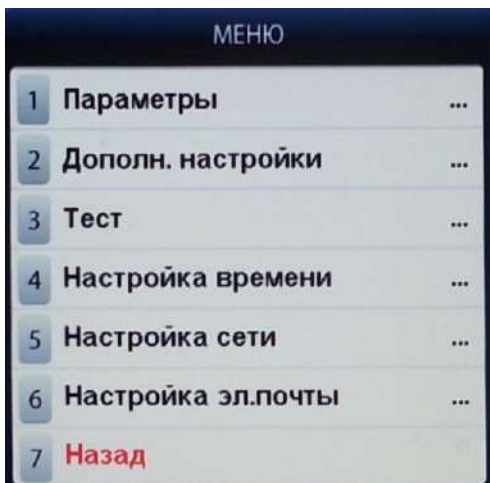 МЕНЮ
1 Параметры ...
2 Дополн. настройки ...
3 Тест ...
4 Настройка времени ...
5 Настройка сети ...
6 Настройка эл.почты ...
7 Назад